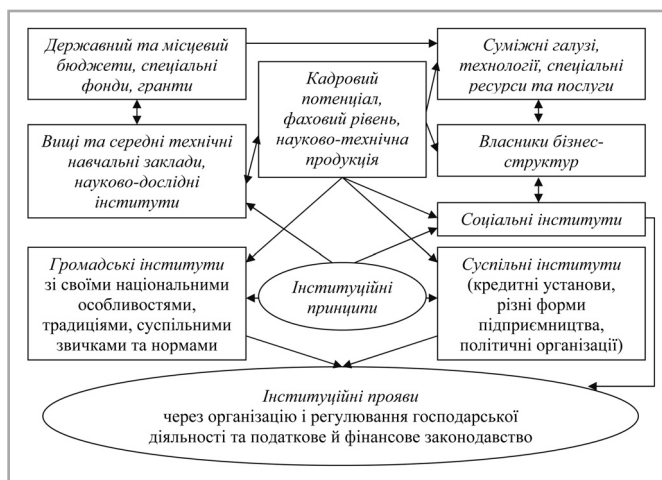 Державний та місцевий
бюджети, спеціальні
фонди, гранти
Суміжні галузі,
технології, спеціальні
ресурси та послуги
Кадровий
потенціал,
фаховий рівень,
науково-технічна
продукція
Вищі та середні технічні
навчальні заклади,
науково-дослідні
інститути
Власники бізнес-
структур
Соціальні інститути
Громадські інститути
зі своїми національними
особливостями,
традиціями, суспільними
звичками та нормами
Інституційні
принципи
Суспільні інститути
(кредитні установи,
різні форми
підприємництва,
політичні організації)
Інституційні прояви
через організацію і регулювання господарської
діяльності та податкове й фінансове законодавство